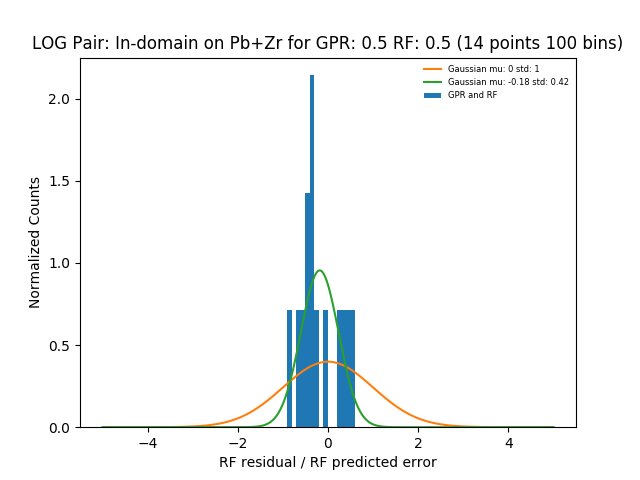 LOG Pair: In-domain on Pb+Zr for GPR: 0.5 RF: 0.5 (14 points 100 bins)
Gaussian mu: 0 std: 1
Gaussian mu: -0.18 std: 0.42
GPR and RF
Normalized Counts
2.0
1.5
1.0
0.5
0.0
−4
−2
0
2
4
RF residual / RF predicted error